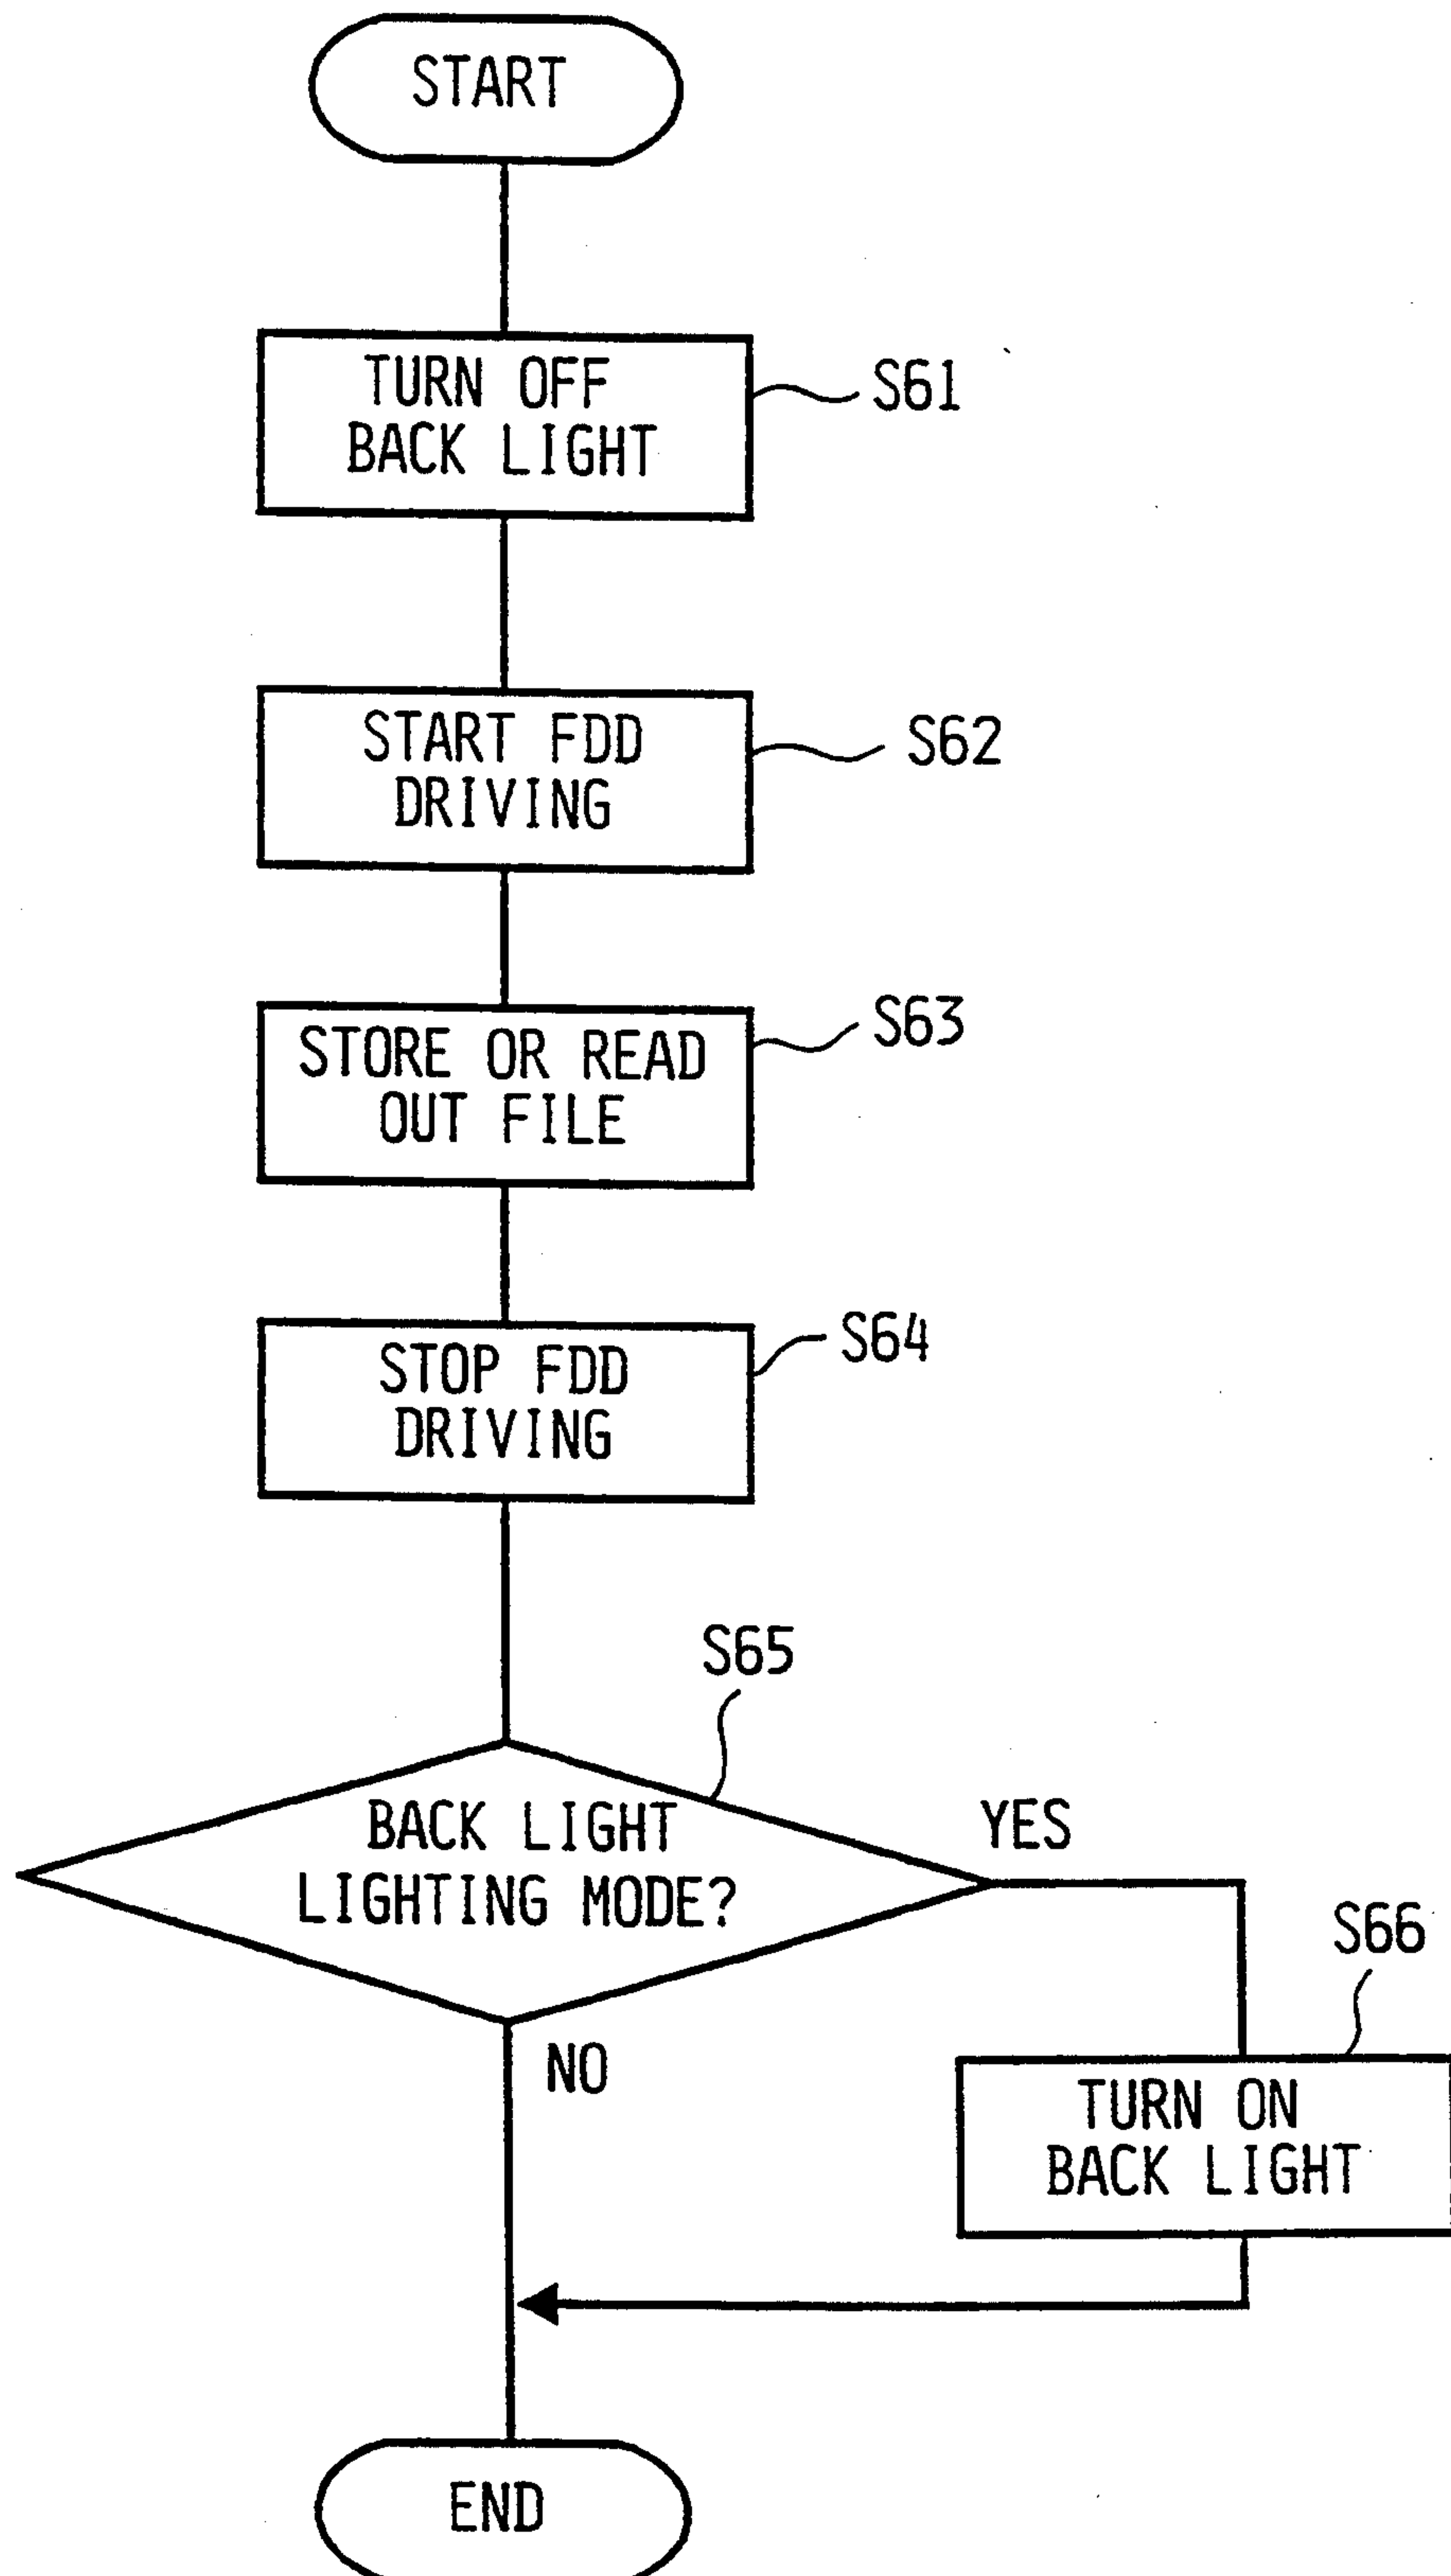 START
TURN OFF
BACK LIGHT
S61
START FDD
DRIVING
S62
STORE OR READ
OUT FILE
S63
STOP FDD
DRIVING
S64
S65
BACK LIGHT
LIGHTING MODE?
YES
S66
NO
TURN ON
BACK LIGHT
END